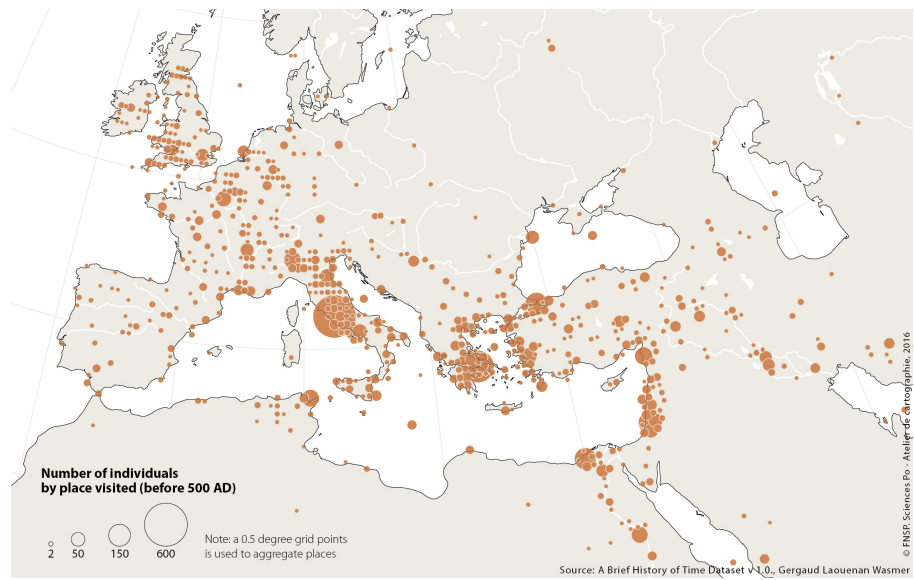 Number of individuals
by place visited (before 500 AD)
2 50 150 600
Note: a 0.5 degree grid points
is used to aggregate places
Source: A Brief History of Time Dataset v 1.0., Gergaud Laouenan Wasmer
© FNSP. Sciences Po - Atelier de cartographie, 2016